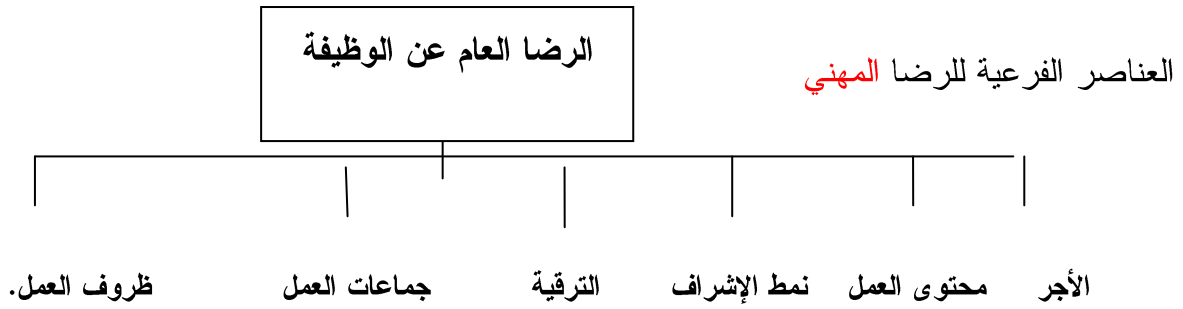 الرضا العام عن الوظيفة
العناصر الفرعية للرضا المهني
الأجر محتوى العمل نمط الإشراف الترقية جماعات العمل ظروف العمل.